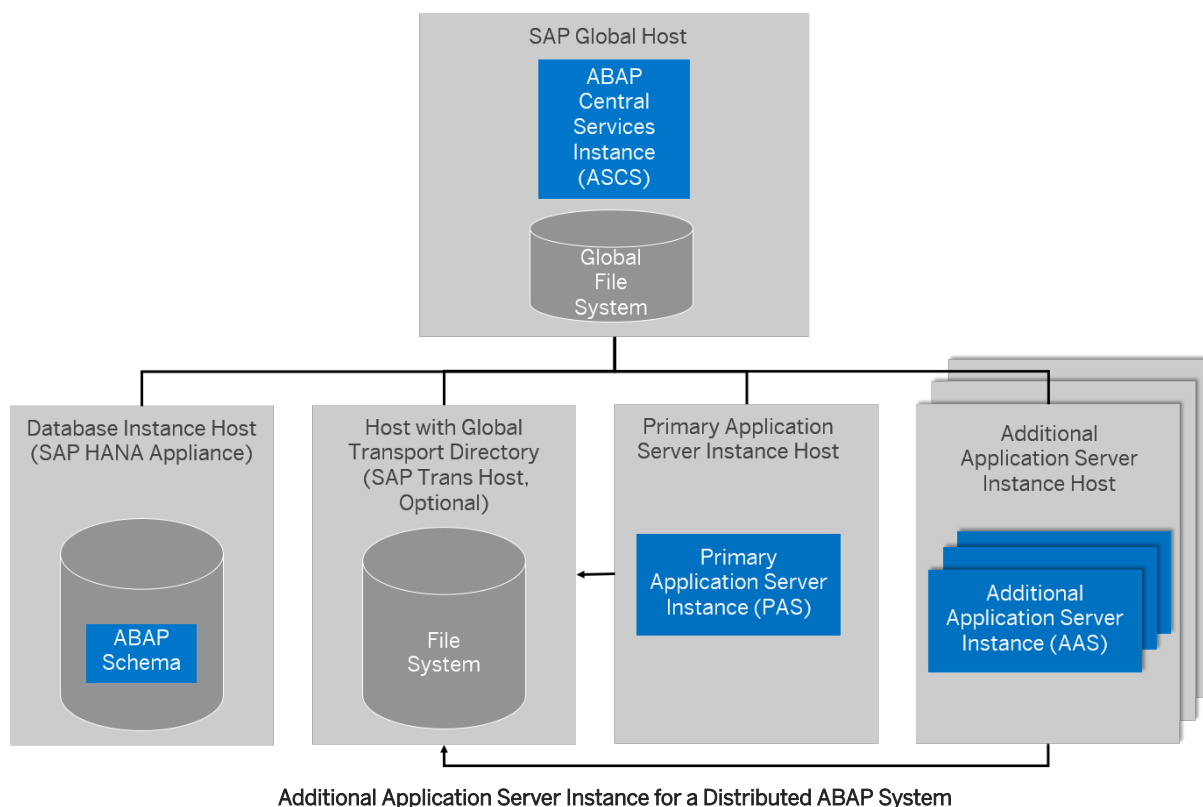 SAP Global Host
ABAP
Central
Services
Instance
(ASCS)
Global
File
System
Database Instance Host
(SAP HANA Appliance)
ABAP
Schema
Host with Global
Transport Directory
(SAP Trans Host,
Optional)
File
System
Primary Application
Server Instance Host
Primary
Application Server
Instance (PAS)
Additional
Application Server
Instance Host
Additional
Application Server
Instance (AAS)
Additional Application Server Instance for a Distributed ABAP System